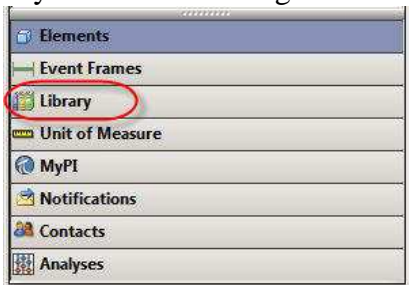 Elements
Event Frames
Library
Unit of Measure
MyPI
Notifications
Contacts
Analyses